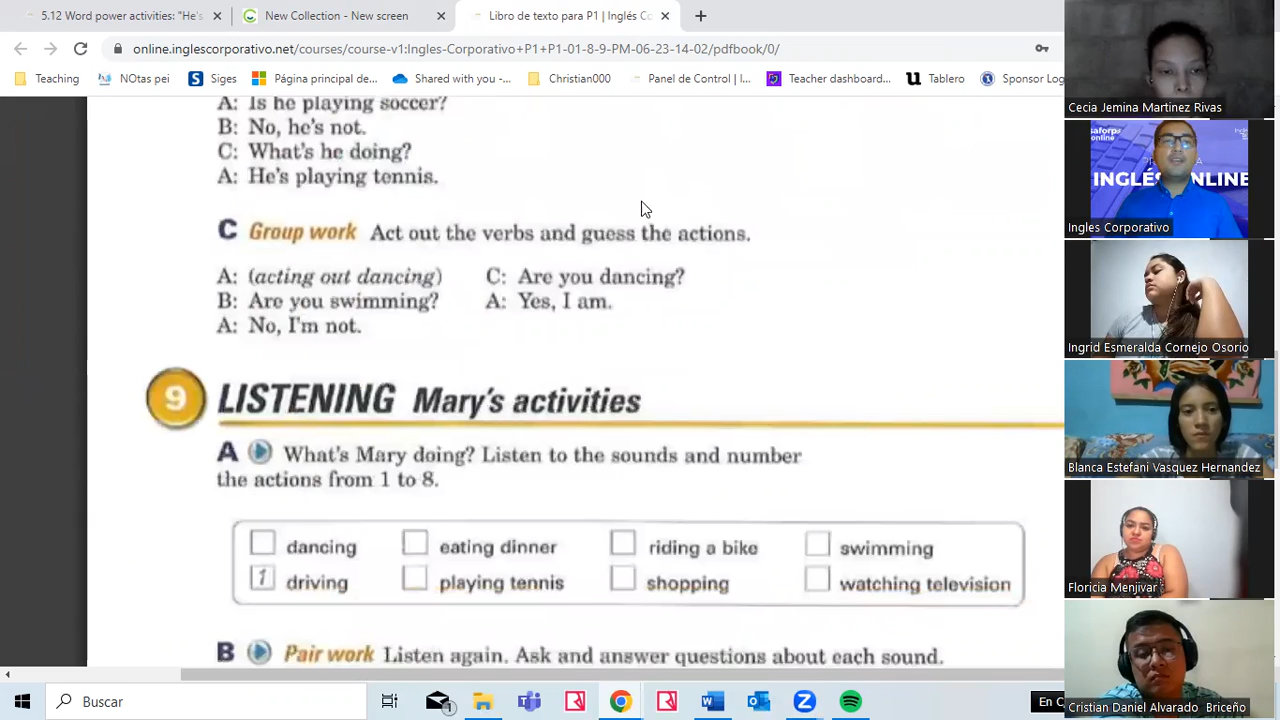 5.12 Word power activities: "He's
New Collection - New screen
Libro de texto para P1 | Inglés Co
online.inglescorporativo.net/courses/course-v1:Ingles-Corporativo+P1+P1-01-8-9-PM-06-23-14-02/pdfbook/0/
Teaching
NOtas pei
Siges
Página principal de...
Shared with you -...
Christian000
Panel de Control | I...
Teacher dashboard...
Tablero
Sponsor Log
A: Is he playing soccer?
B: No, he's not.
C: What's he doing?
A: He's playing tennis.
C Group work Act out the verbs and guess the actions.
A: (acting out dancing) C: Are you dancing?
B: Are you swimming? A: Yes, I am.
A: No, I'm not.
9 LISTENING Mary's activities
A What's Mary doing? Listen to the sounds and number
the actions from 1 to 8.
dancing eating dinner riding a bike swimming
1 driving playing tennis shopping watching television
B Pair work Listen again. Ask and answer questions about each sound.
Buscar
En C
Cecia Jemina Martinez Rivas
INGLÉS ONLINE
Ingles Corporativo
Ingrid Esmeralda Cornejo Osorio
Blanca Estefani Vasquez Hernandez
Floricia Menjivar
Cristian Daniel Alvarado Briceño